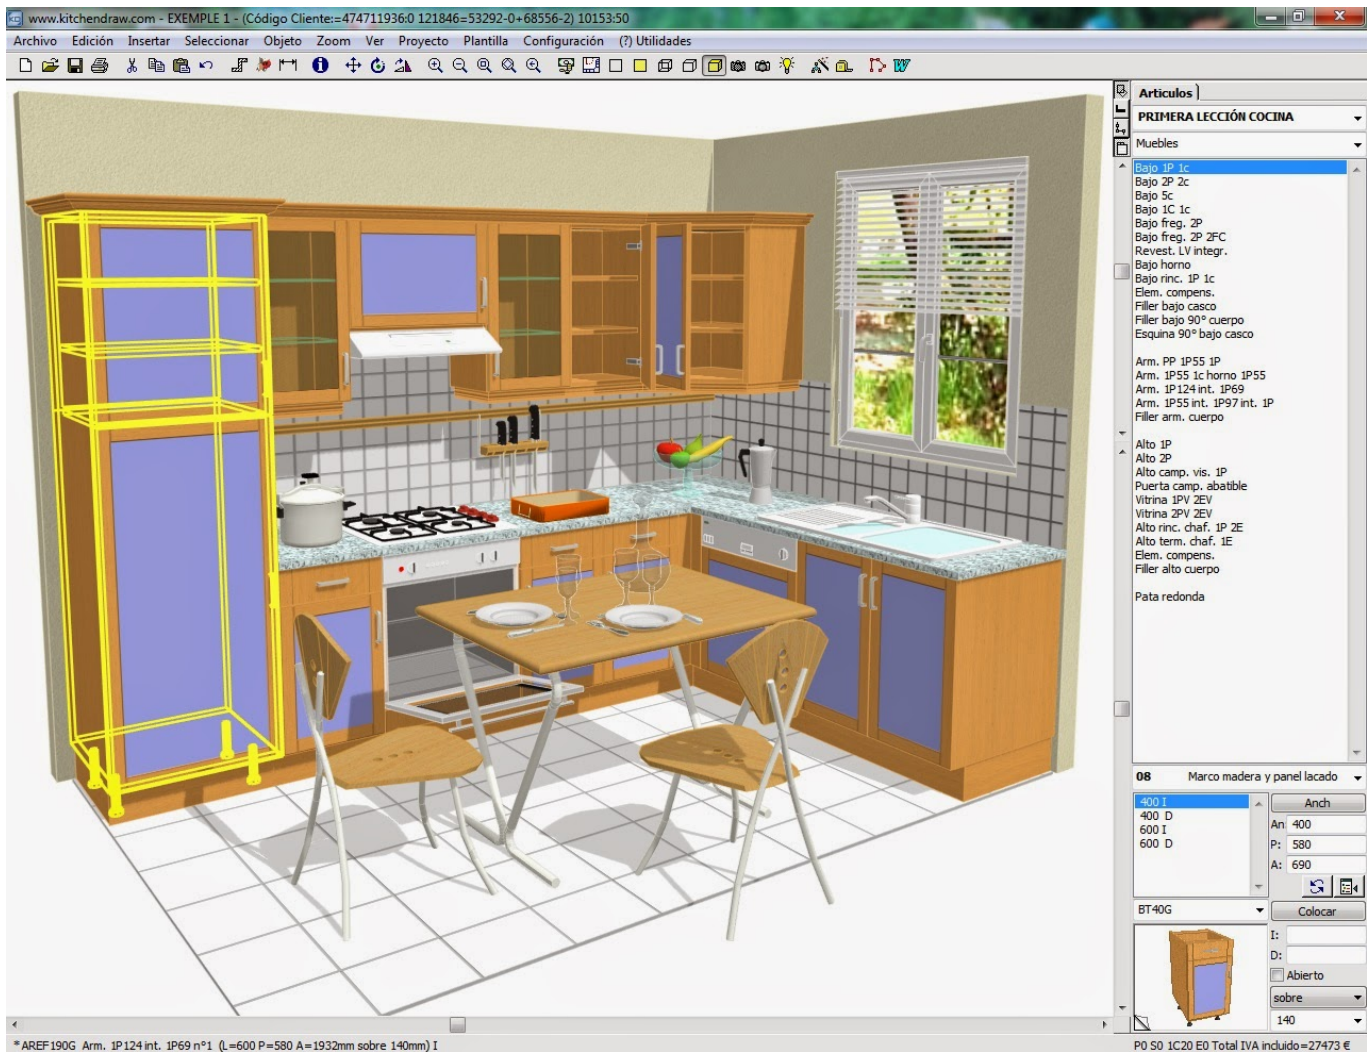 www.kitchendraw.com - EXEMPLE 1 - (Código Cliente:=474711936:0 121846=53292-0+68556-2) 10153:50
Archivo Edición Insertar Seleccionar Objeto Zoom Ver Proyecto Plantilla Configuración (?) Utilidades
Articulos
PRIMERA LECCIÓN COCINA
Muebles
Bajo 1P 1c
Bajo 2P 2c
Bajo 5c
Bajo 1C 1c
Bajo freg. 2P
Bajo freg. 2P 2FC
Revest. LV integr.
Bajo horno
Bajo rinc. 1P 1c
Elem. compens.
Filler bajo casco
Filler bajo 90º cuerpo
Esquina 90º bajo casco
Arm. PP 1P55 1P
Arm. 1P55 1c horno 1P55
Arm. 1P124 int. 1P69
Arm. 1P55 int. 1P97 int. 1P
Filler arm. cuerpo
Alto 1P
Alto 2P
Alto camp. vis. 1P
Puerta camp. abatible
Vitrina 1PV 2EV
Vitrina 2PV 2EV
Alto rinc. chaf. 1P 2E
Alto term. chaf. 1E
Elem. compens.
Filler alto cuerpo
Pata redonda
08 Marco madera y panel lacado
400 I
400 D
600 I
600 D
Anch
An: 400
P: 580
A: 690
BT40G
Colocar
I:
D:
Abierto
sobre
140
*AREF190G Arm. 1P124 int. 1P69 nº1 (L=600 P=580 A=1932mm sobre 140mm) I
P0 S0 1C20 E0 Total IVA incluido=27473 €